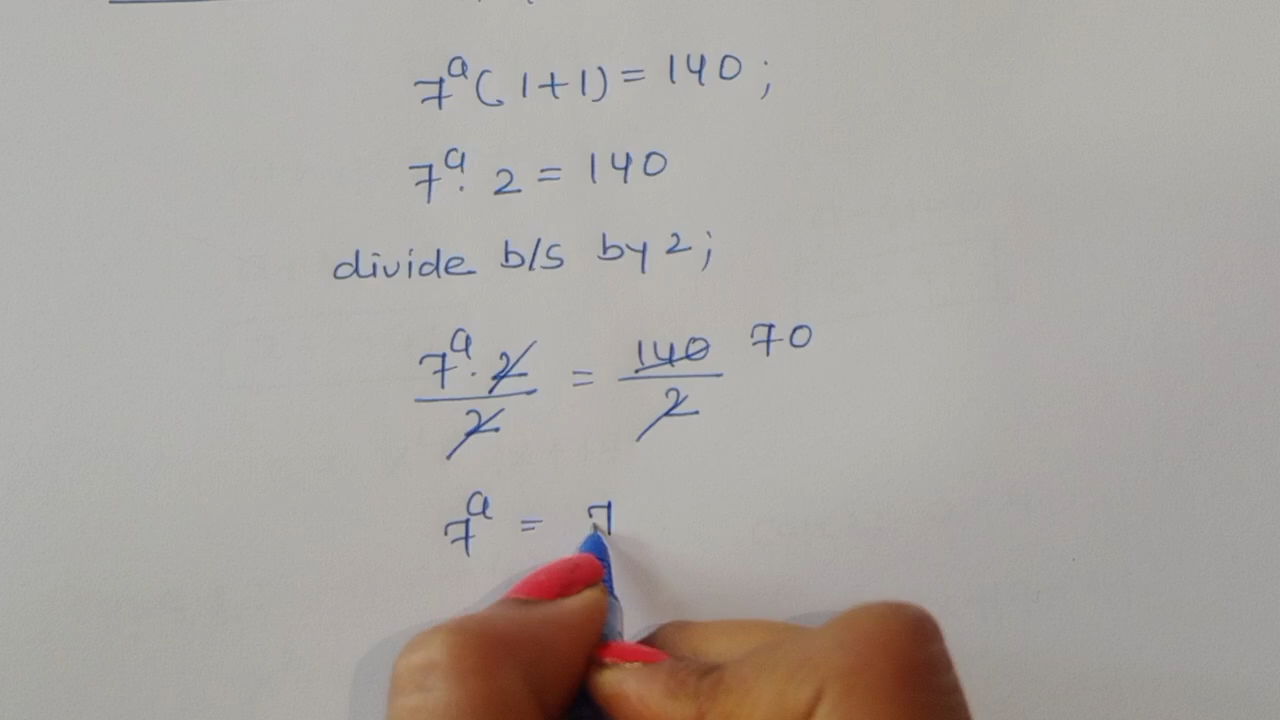 7^a(1+1)=140;
7^a. 2=140
divide b/s by 2;
7^a.2/2 = 140/2 70
7^a = 7